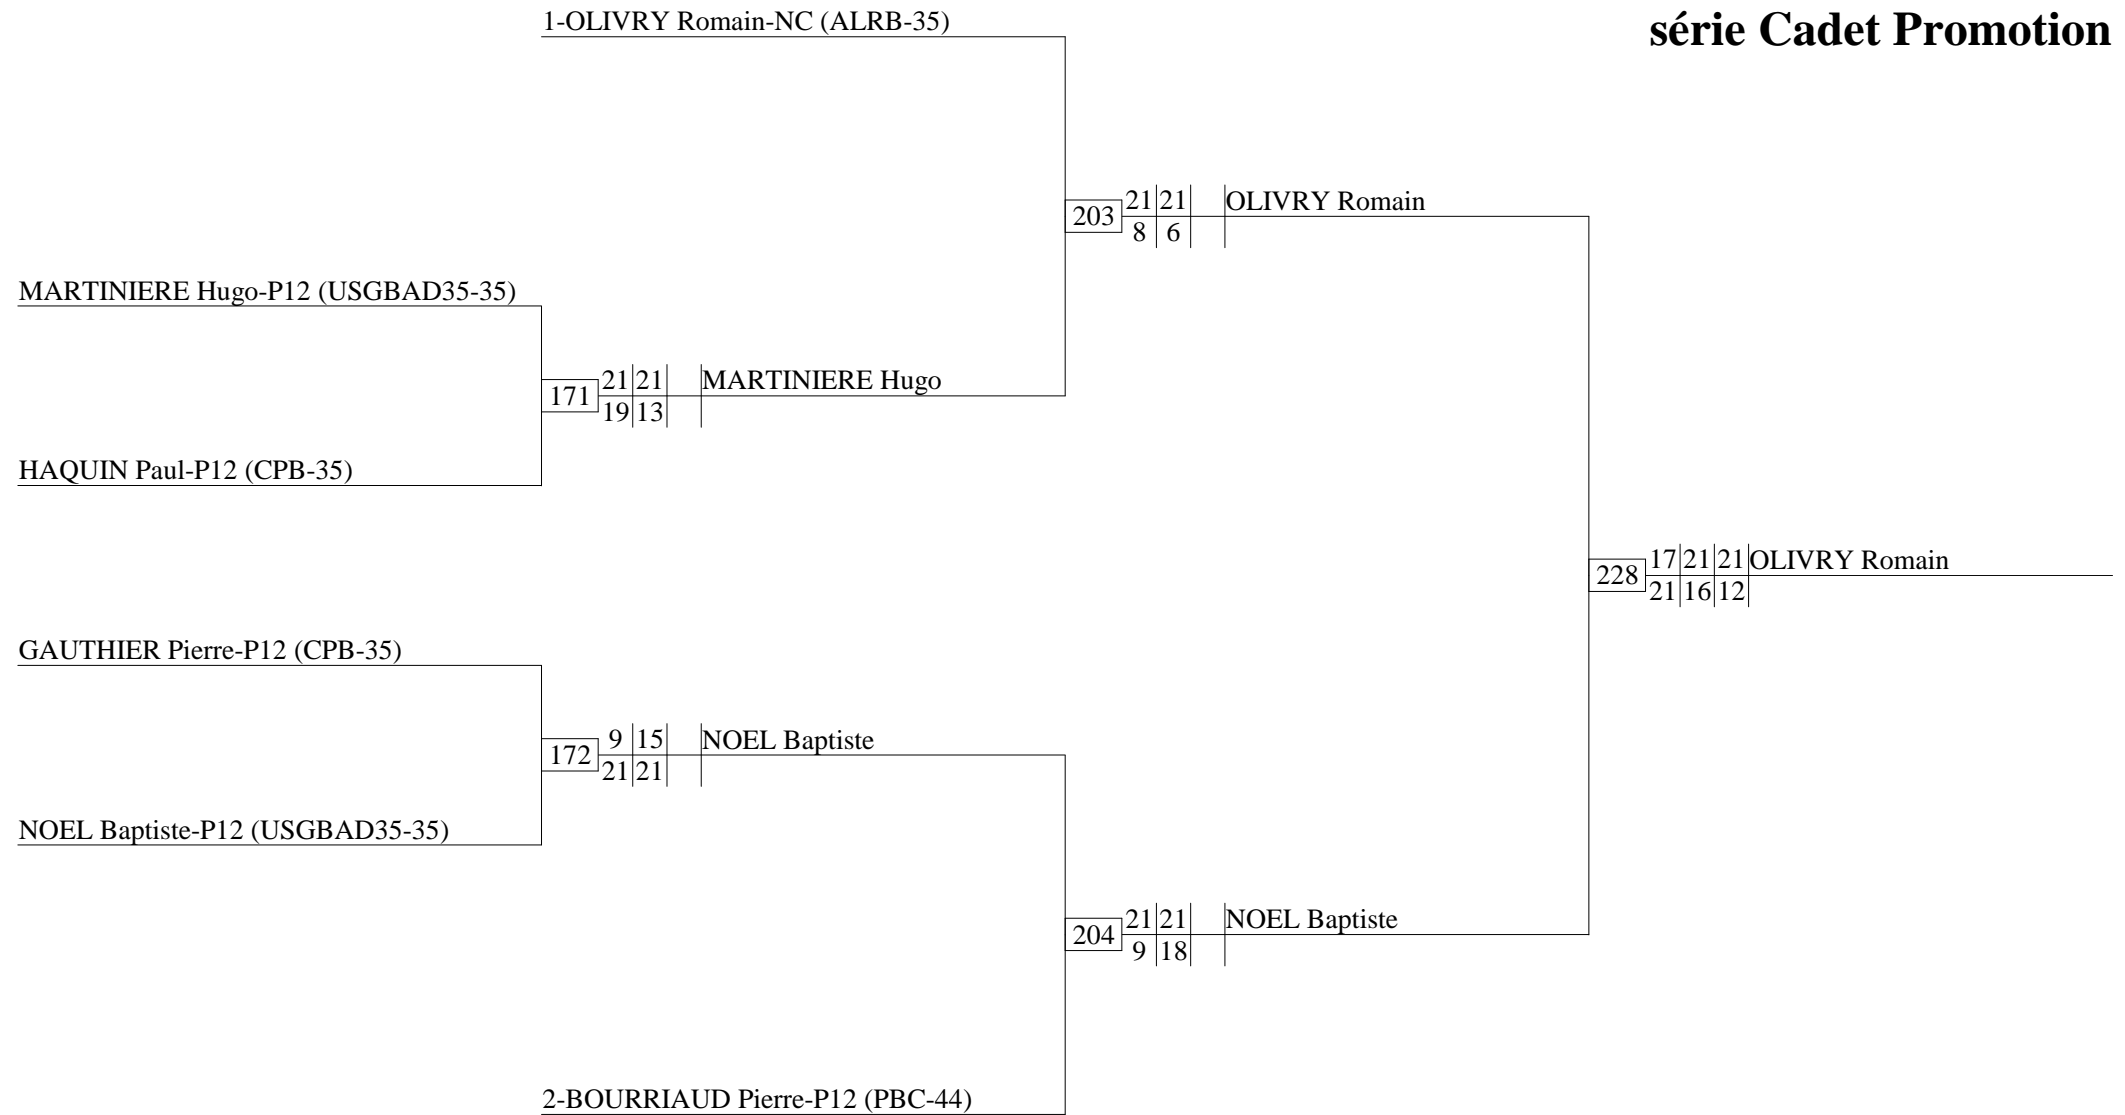 1-OLIVRY Romain-NC (ALRB-35)
série Cadet Promotion
203 21 21 OLIVRY Romain
8 6
MARTINIERE Hugo-P12 (USGBAD35-35)
171 21 21 MARTINIERE Hugo
19 13
HAQUIN Paul-P12 (CPB-35)
228 17 21 21 OLIVRY Romain
21 16 12
GAUTHIER Pierre-P12 (CPB-35)
172 9 15 NOEL Baptiste
21 21
NOEL Baptiste-P12 (USGBAD35-35)
204 21 21 NOEL Baptiste
9 18
2-BOURRIAUD Pierre-P12 (PBC-44)